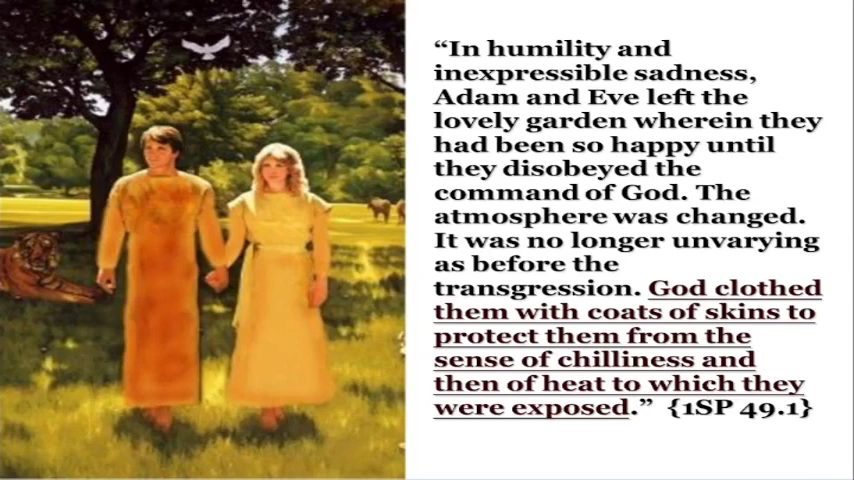 “In humility and
inexpressible sadness,
Adam and Eve left the
lovely garden wherein they
had been so happy until
they disobeyed the
command of God. The
atmosphere was changed.
It was no longer unvarying
as before the
transgression. God clothed
them with coats of skins to
protect them from the
sense of chilliness and
then of heat to which they
were exposed.” {1SP 49.1}